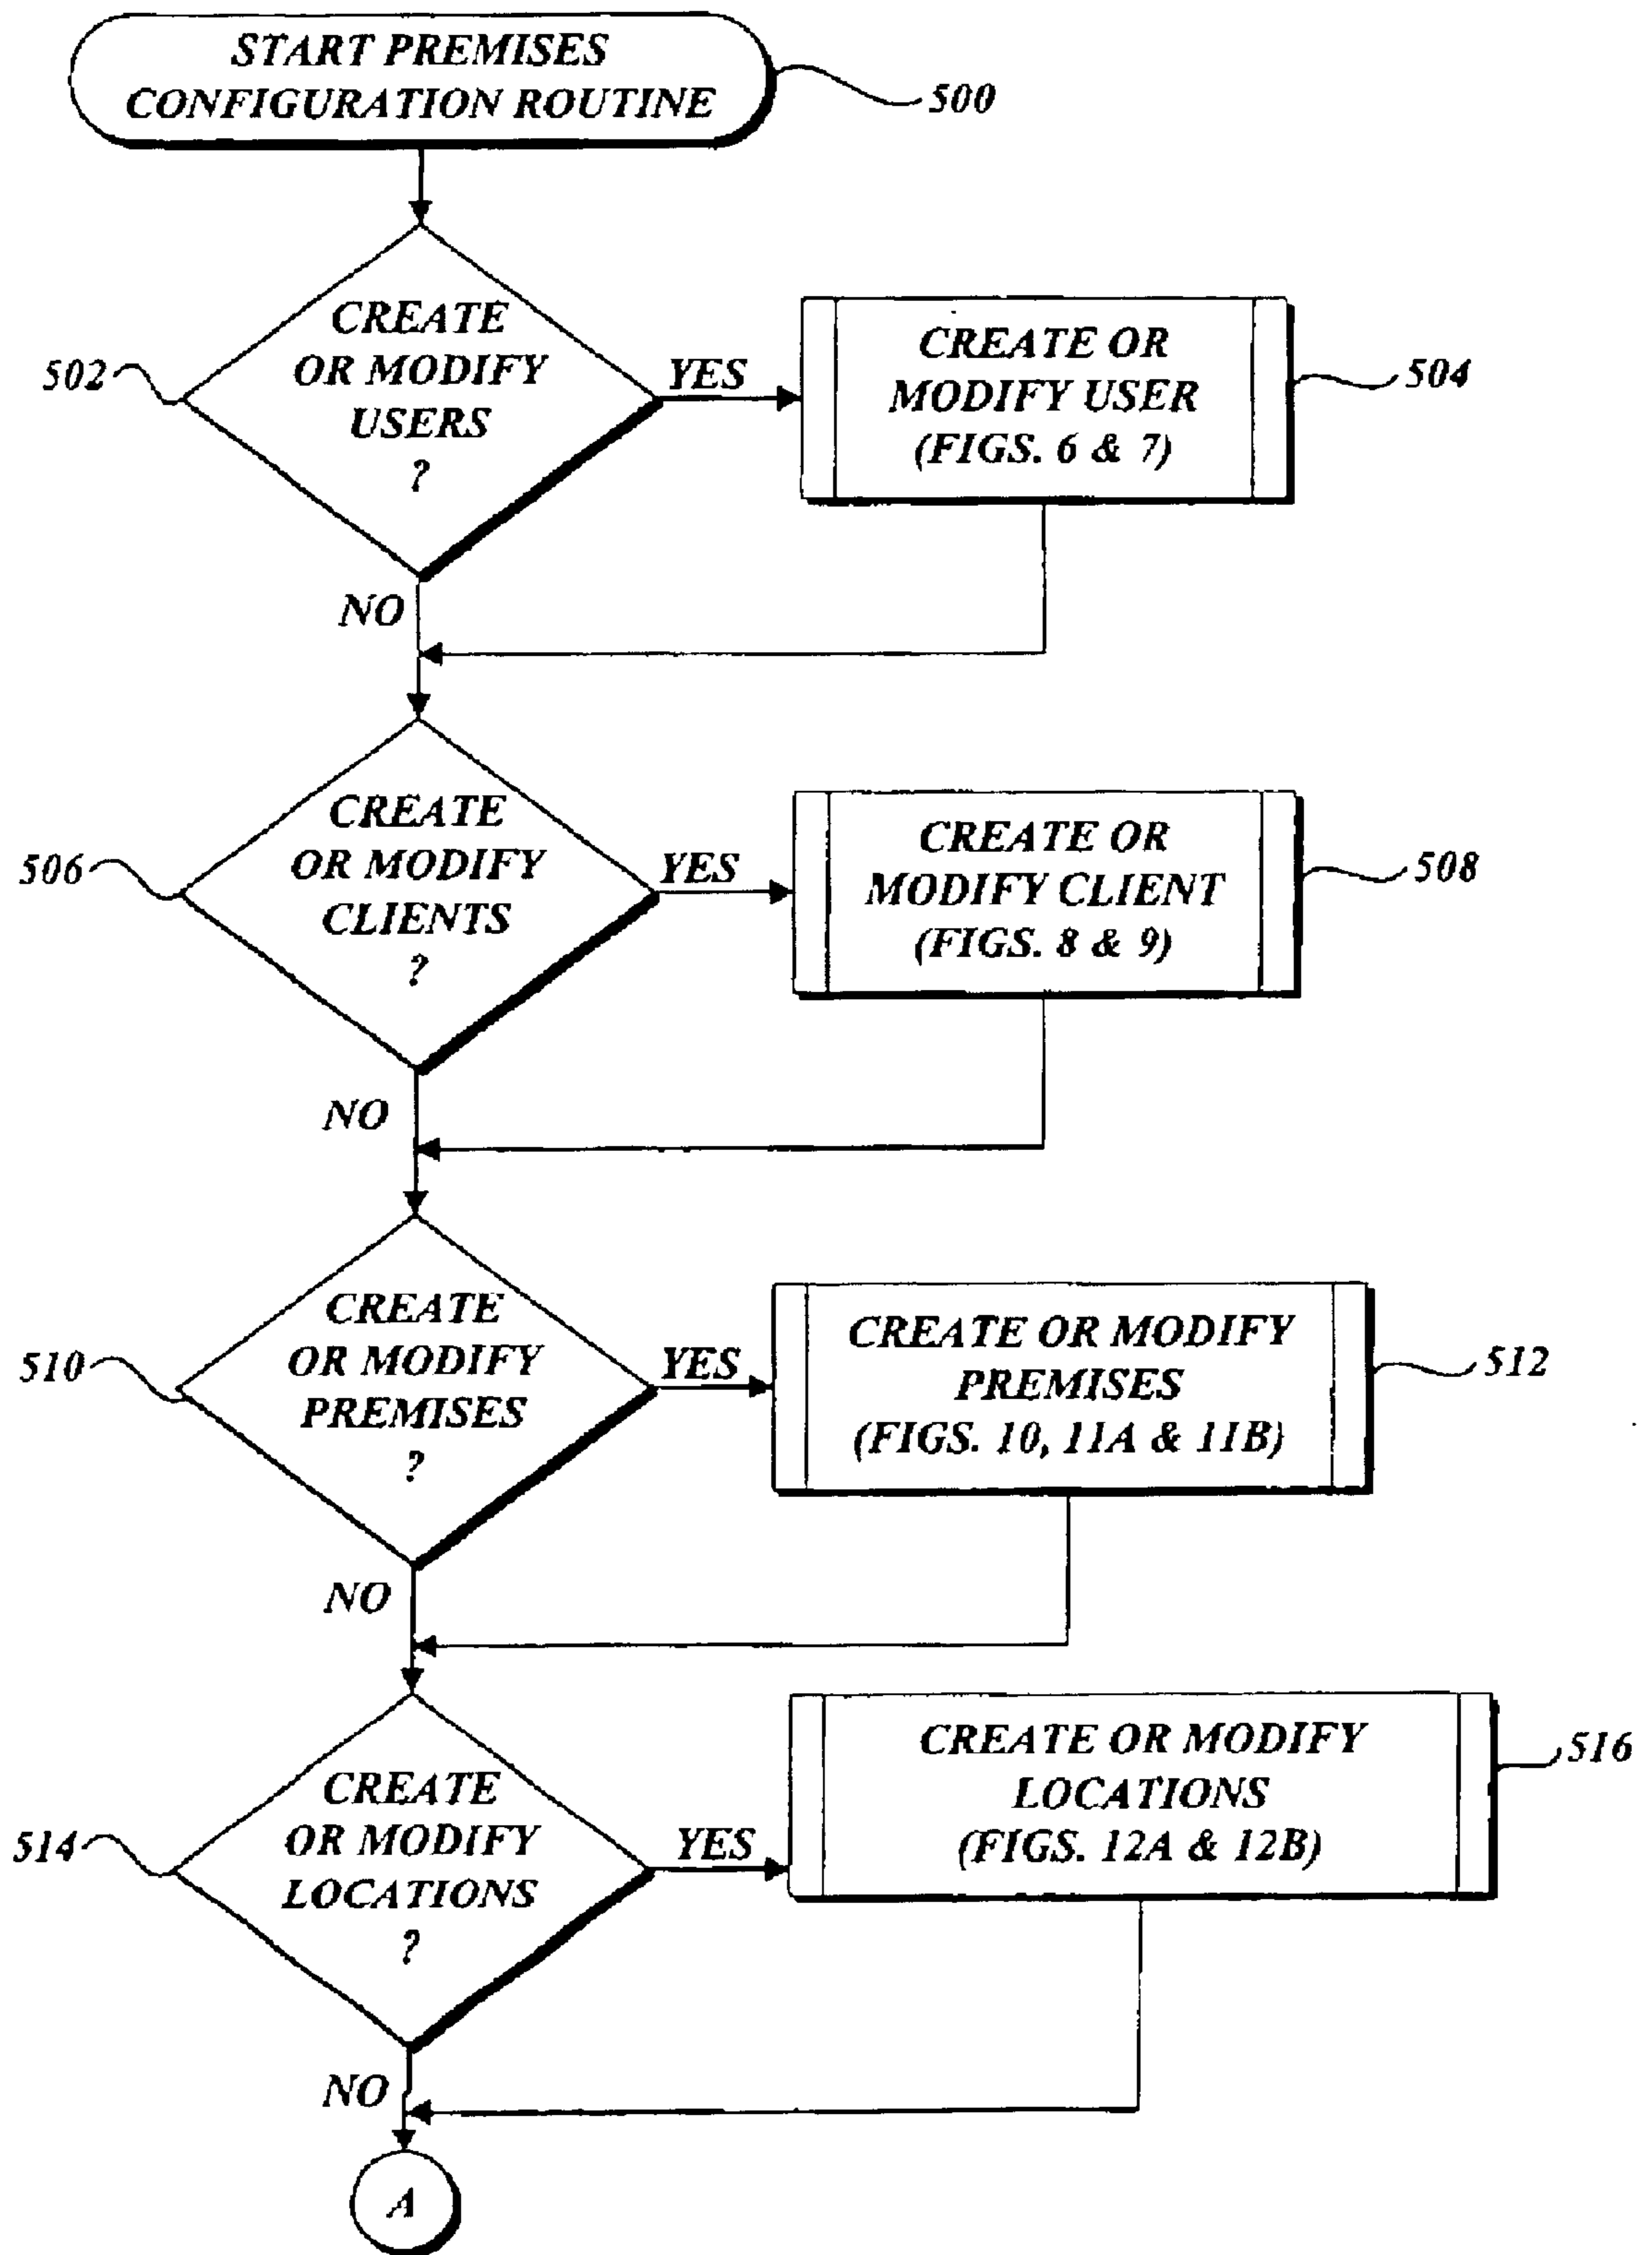 START PREMISES
CONFIGURATION ROUTINE
500
CREATE
OR MODIFY
USERS
?
502
YES
CREATE OR
MODIFY USER
(FIGS. 6 & 7)
504
NO
CREATE
OR MODIFY
CLIENTS
?
506
YES
CREATE OR
MODIFY CLIENT
(FIGS. 8 & 9)
508
NO
CREATE
OR MODIFY
PREMISES
?
510
YES
CREATE OR MODIFY
PREMISES
(FIGS. 10, 11A & 11B)
512
NO
CREATE
OR MODIFY
LOCATIONS
?
514
YES
CREATE OR MODIFY
LOCATIONS
(FIGS. 12A & 12B)
516
NO
A